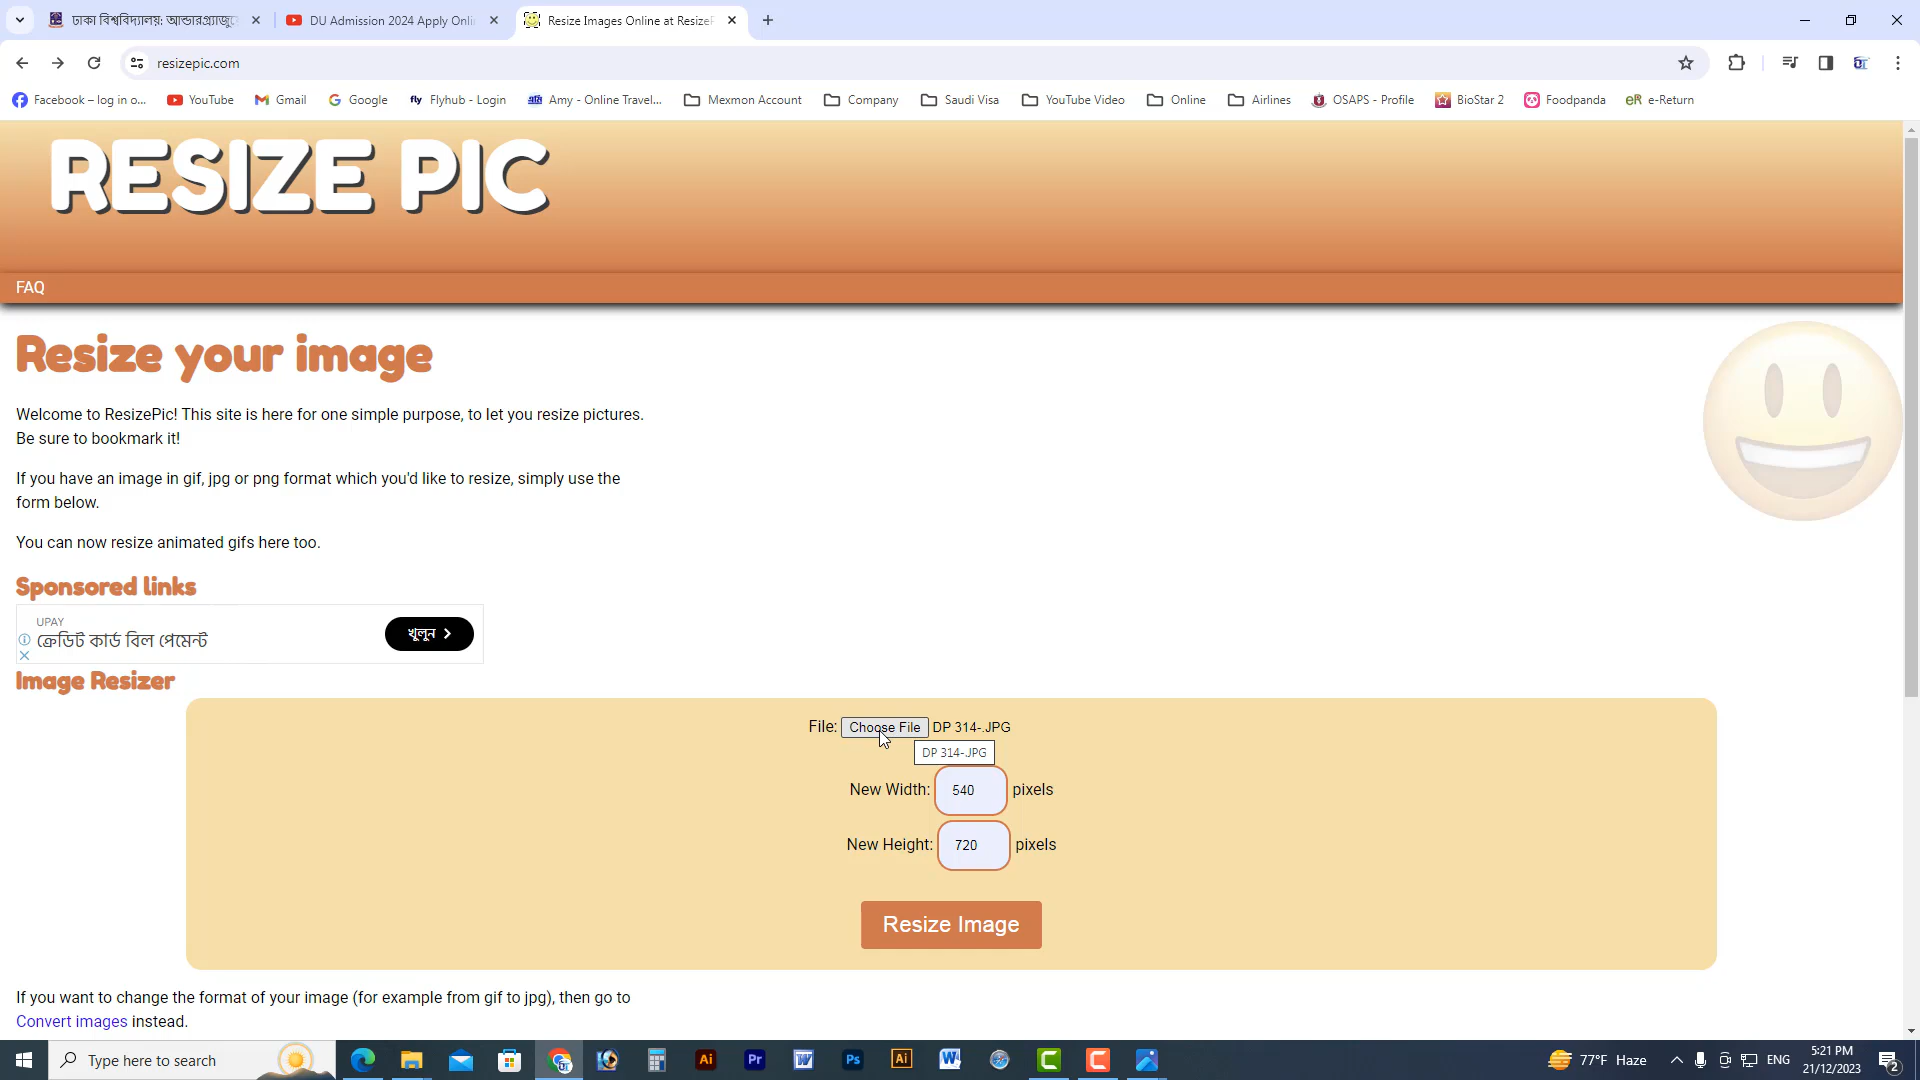 ঢাকা বিশ্ববিদ্যালয়: আন্ডারগ্র্যাজুয়ে
DU Admission 2024 Apply Onli
Resize Images Online at ResizeP
resizepic.com
Facebook – log in o...
YouTube
Gmail
Google
fly Flyhub - Login
Amy - Online Travel...
Mexmon Account
Company
Saudi Visa
YouTube Video
Online
Airlines
OSAPS - Profile
BioStar 2
Foodpanda
eR e-Return
RESIZE PIC
FAQ
Resize your image
Welcome to ResizePic! This site is here for one simple purpose, to let you resize pictures.
Be sure to bookmark it!
If you have an image in gif, jpg or png format which you'd like to resize, simply use the
form below.
You can now resize animated gifs here too.
Sponsored links
UPAY
ক্রেডিট কার্ড বিল পেমেন্ট
খুলুন
Image Resizer
File: Choose File DP 314-.JPG
DP 314-.JPG
New Width: 540 pixels
New Height: 720 pixels
Resize Image
If you want to change the format of your image (for example from gif to jpg), then go to
Convert images instead.
Type here to search
Ai
Pr
W
Ps
Ai
W
77°F Haze
ENG
5:21 PM
21/12/2023
2